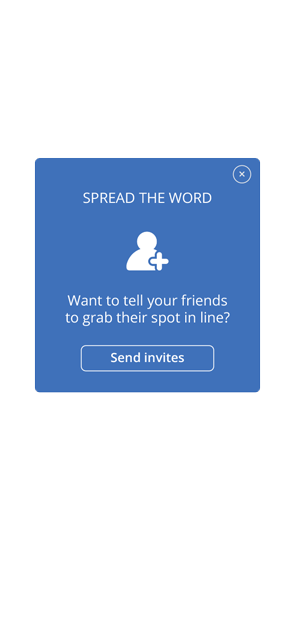 SPREAD THE WORD
Want to tell your friends
to grab their spot in line?
Send invites